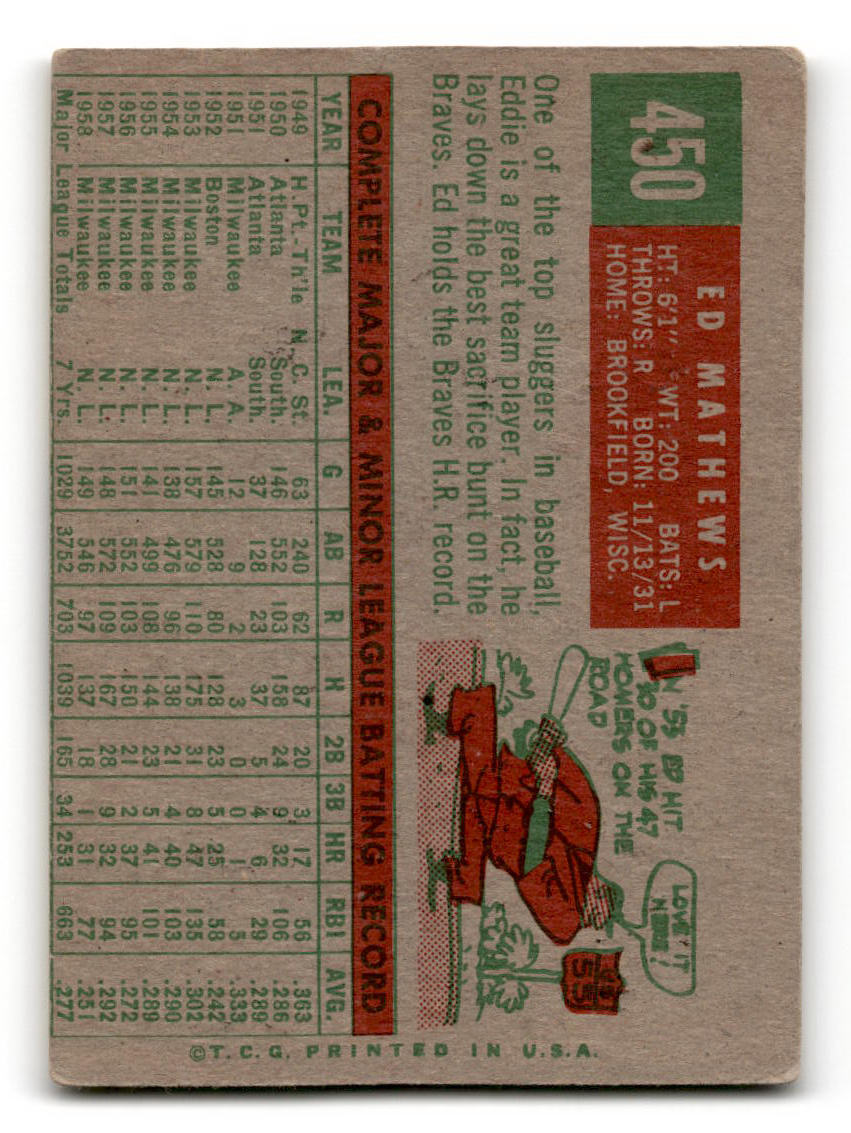 450
ED MATHEWS
HT: 6'1" WT: 200 BATS: L
THROWS: R BORN: 11/13/31
HOME: BROOKFIELD, WISC.
One of the top sluggers in baseball,
Eddie is a great team player. In fact, he
lays down the best sacrifice bunt on the
Braves. Ed holds the Braves H.R. record.
IN '53 ED HIT
30 OF HIS 47
HOMERS ON THE
ROAD
LOVE IT
HERE!
US
55
COMPLETE MAJOR & MINOR LEAGUE BATTING RECORD
YEAR TEAM LEA. G AB R H 2B 3B HR RBI AVG.
1949 H.Pt.-Th'le N. C. St. 63 240 62 87 20 3 17 56 .363
1950 Atlanta South. 146 552 103 158 24 9 32 106 .286
1951 Atlanta South. 37 128 23 37 5 4 6 29 .289
1951 Milwaukee A. A. 12 9 2 3 0 0 1 5 .333
1952 Boston N. L. 145 528 80 128 23 5 25 58 .242
1953 Milwaukee N. L. 157 579 110 175 31 8 47 135 .302
1954 Milwaukee N. L. 138 476 96 138 21 4 40 103 .290
1955 Milwaukee N. L. 141 499 108 144 23 5 41 101 .289
1956 Milwaukee N. L. 151 552 103 150 21 2 37 95 .272
1957 Milwaukee N. L. 148 572 109 167 28 9 32 94 .292
1958 Milwaukee N. L. 149 546 97 137 18 1 31 77 .251
Major League Totals 7 Yrs. 1029 3752 703 1039 165 34 253 663 .277
©T.C.G. PRINTED IN U.S.A.